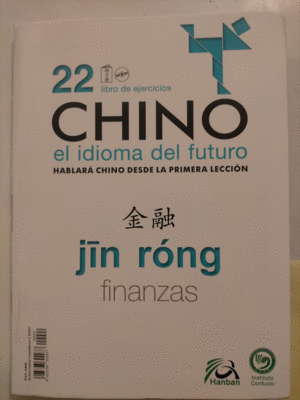 22
libro de ejercicios
CHINO
el idioma del futuro
HABLARÁ CHINO DESDE LA PRIMERA LECCIÓN
金融
jīn róng
finanzas
Hanban
Instituto
Confucio